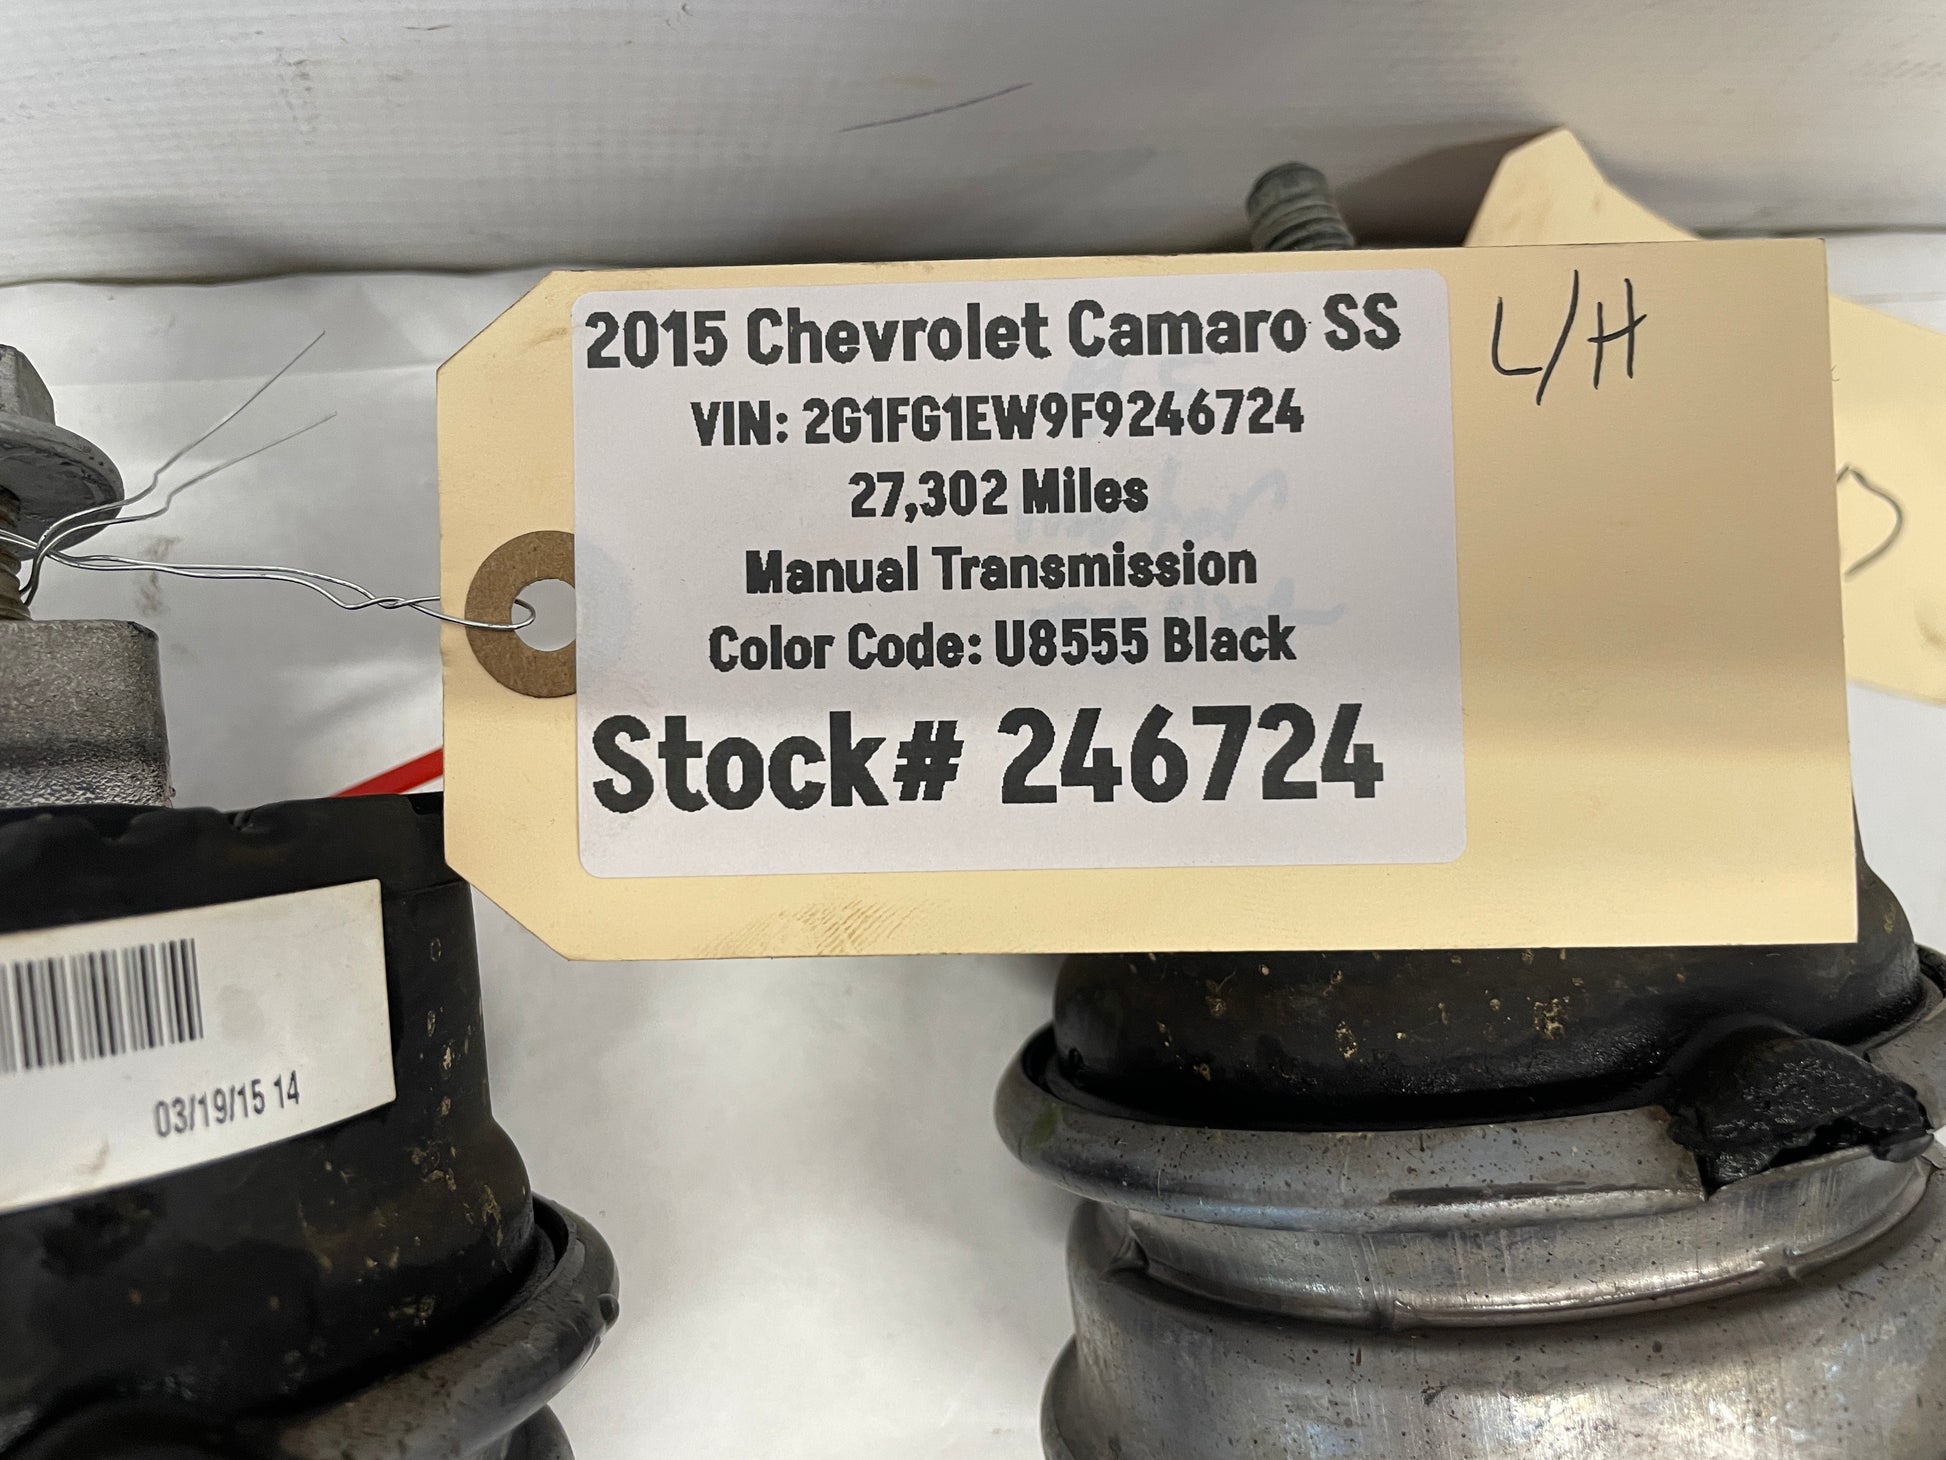 2015 Chevrolet Camaro SS
L/H
VIN: 2G1FG1EW9F9246724
27,302 Miles
Manual Transmission
Color Code: U8555 Black
Stock# 246724
03/19/15 14